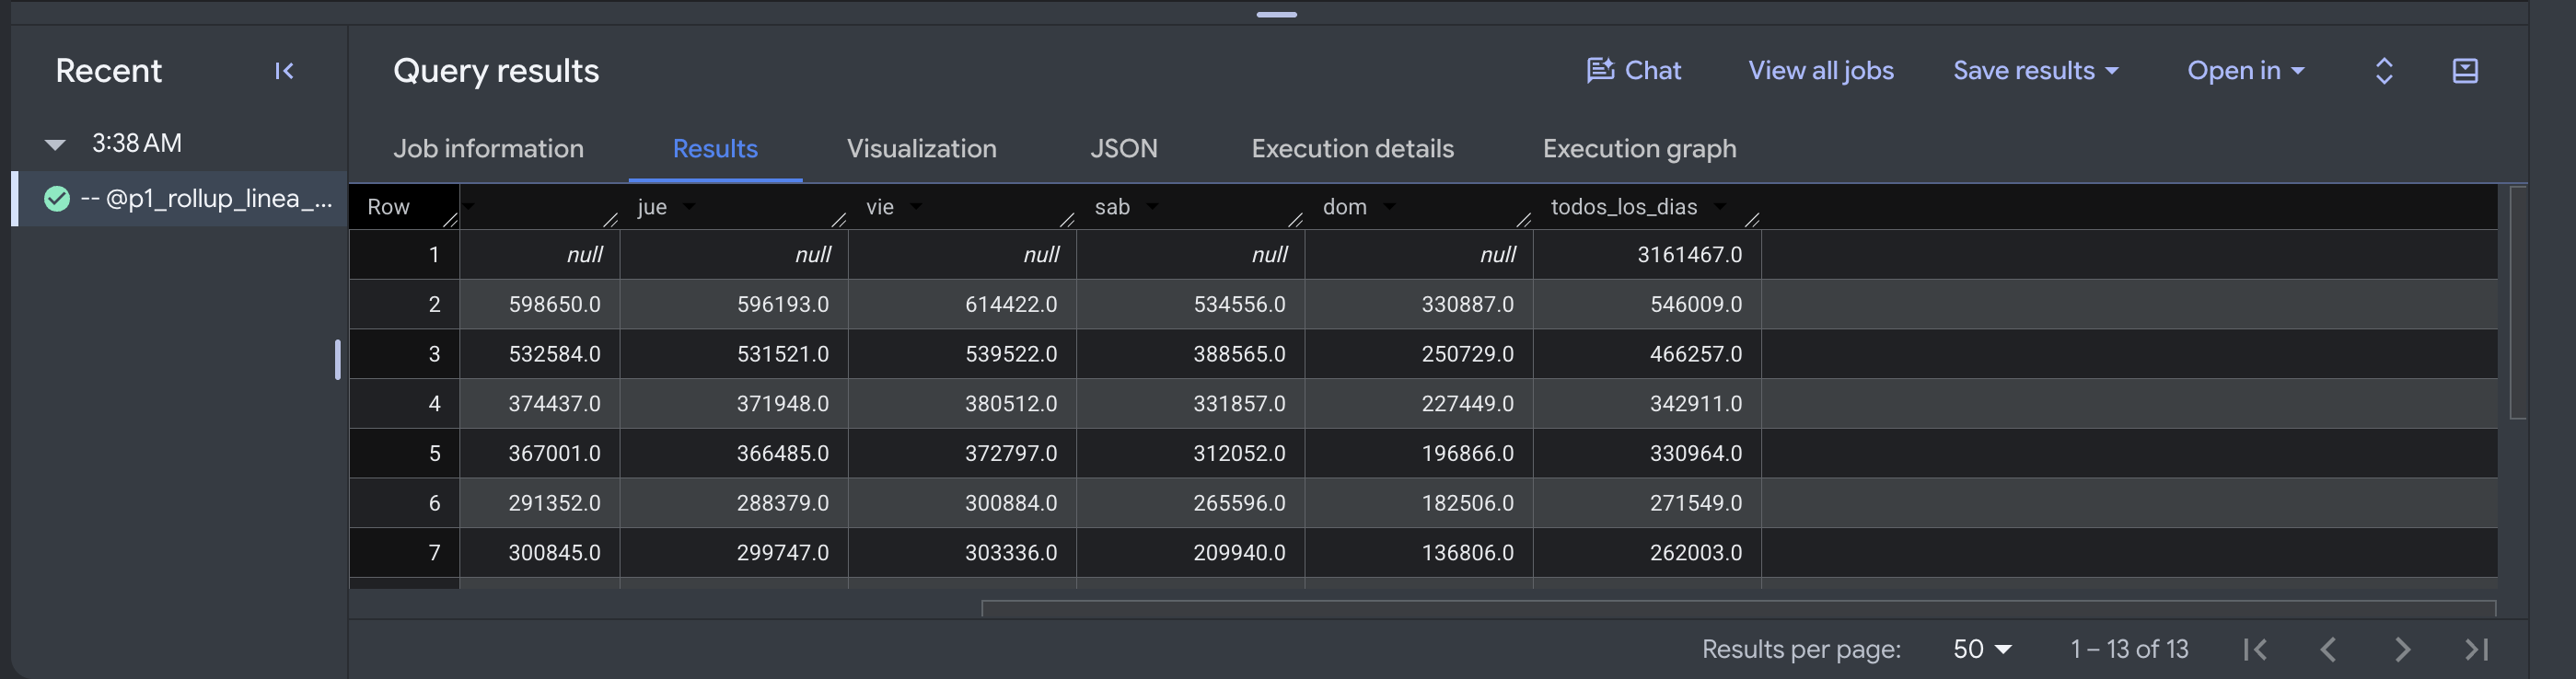 Recent
3:38 AM
-- @p1_rollup_linea_...
Query results
Chat View all jobs Save results Open in
Job information Results Visualization JSON Execution details Execution graph
Row jue vie sab dom todos_los_dias
1 null null null null null 3161467.0
2 598650.0 596193.0 614422.0 534556.0 330887.0 546009.0
3 532584.0 531521.0 539522.0 388565.0 250729.0 466257.0
4 374437.0 371948.0 380512.0 331857.0 227449.0 342911.0
5 367001.0 366485.0 372797.0 312052.0 196866.0 330964.0
6 291352.0 288379.0 300884.0 265596.0 182506.0 271549.0
7 300845.0 299747.0 303336.0 209940.0 136806.0 262003.0
Results per page: 50 1 – 13 of 13